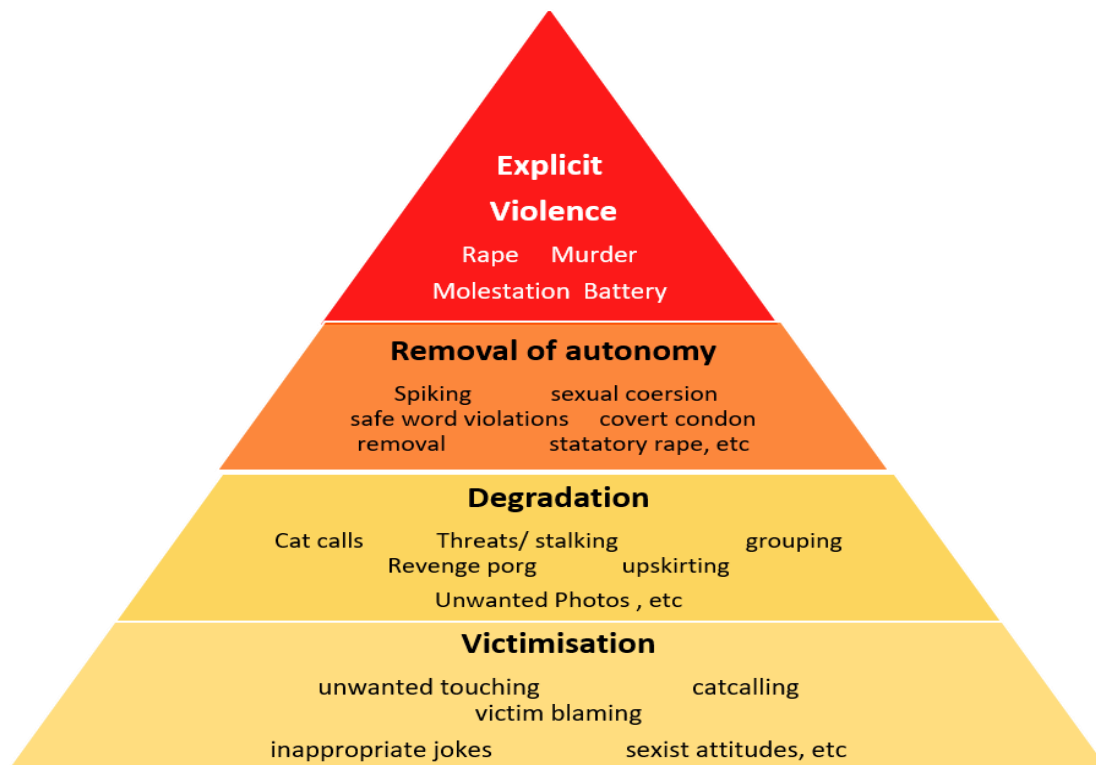 Explicit
Violence
Rape Murder
Molestation Battery
Removal of autonomy
Spiking sexual coersion
safe word violations covert condon
removal statatory rape, etc
Degradation
Cat calls Threats/ stalking grouping
Revenge porg upskirting
Unwanted Photos , etc
Victimisation
unwanted touching catcalling
victim blaming
inappropriate jokes sexist attitudes, etc